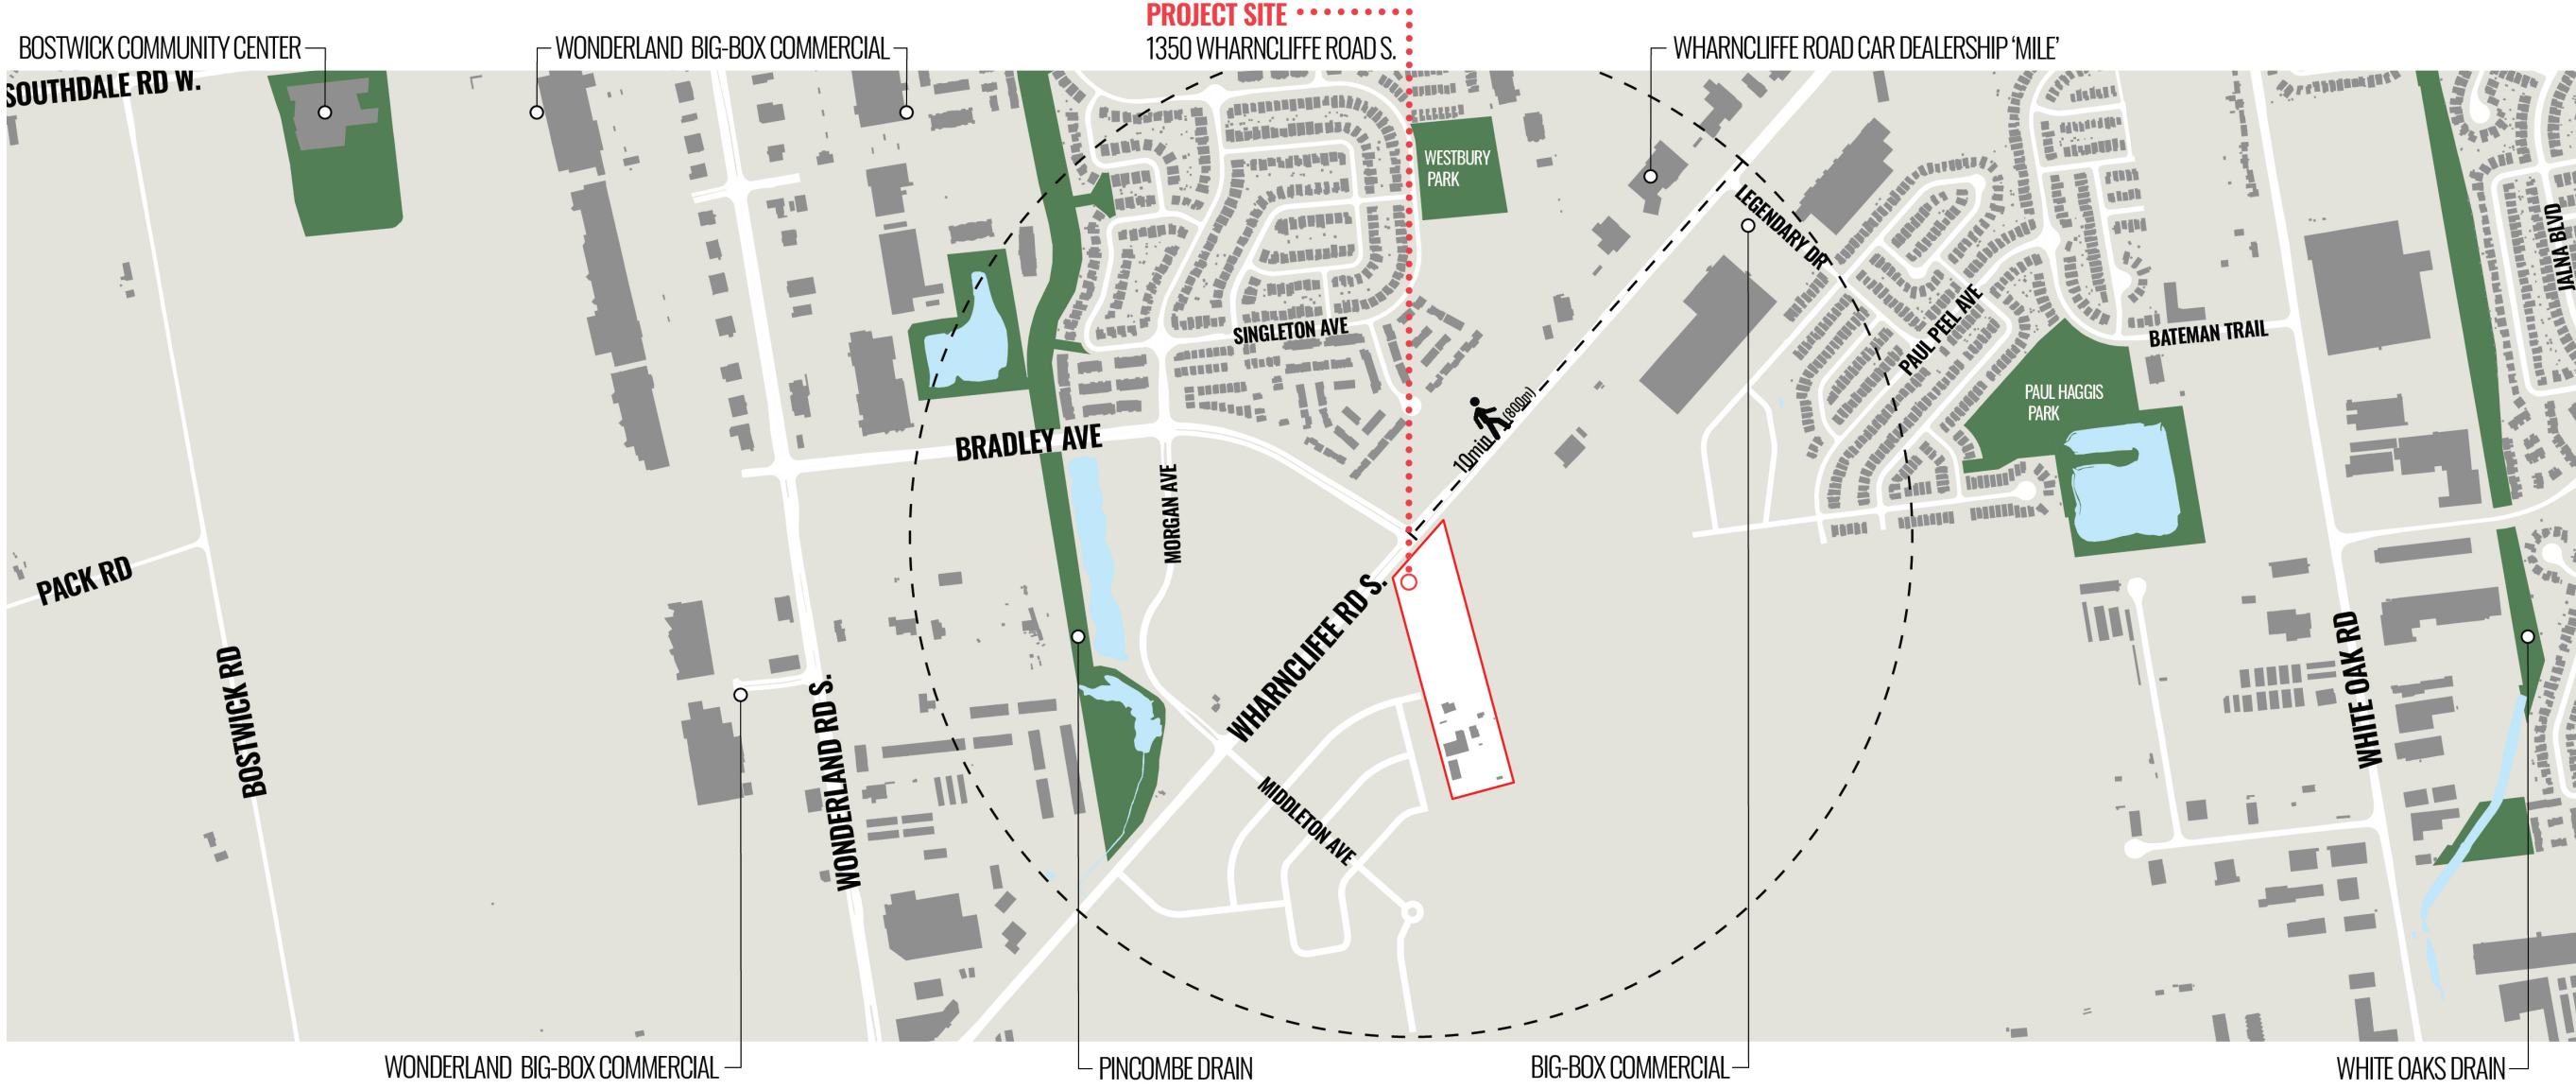 PROJECT SITE
1350 WHARNCLIFFE ROAD S.
BOSTWICK COMMUNITY CENTER
WONDERLAND BIG-BOX COMMERCIAL
WHARNCLIFFE ROAD CAR DEALERSHIP ‘MILE’
SOUTHDALE RD W.
WESTBURY
PARK
LEGENDARY DR
JALNA BLVD
SINGLETON AVE
PAUL PEEL AVE
BATEMAN TRAIL
PAUL HAGGIS
PARK
10min (800m)
BRADLEY AVE
MORGAN AVE
PACK RD
WHARNCLIFEE RD S.
BOSTWICK RD
WONDERLAND RD S.
WHITE OAK RD
MIDDLETON AVE
WONDERLAND BIG-BOX COMMERCIAL
PINCOMBE DRAIN
BIG-BOX COMMERCIAL
WHITE OAKS DRAIN